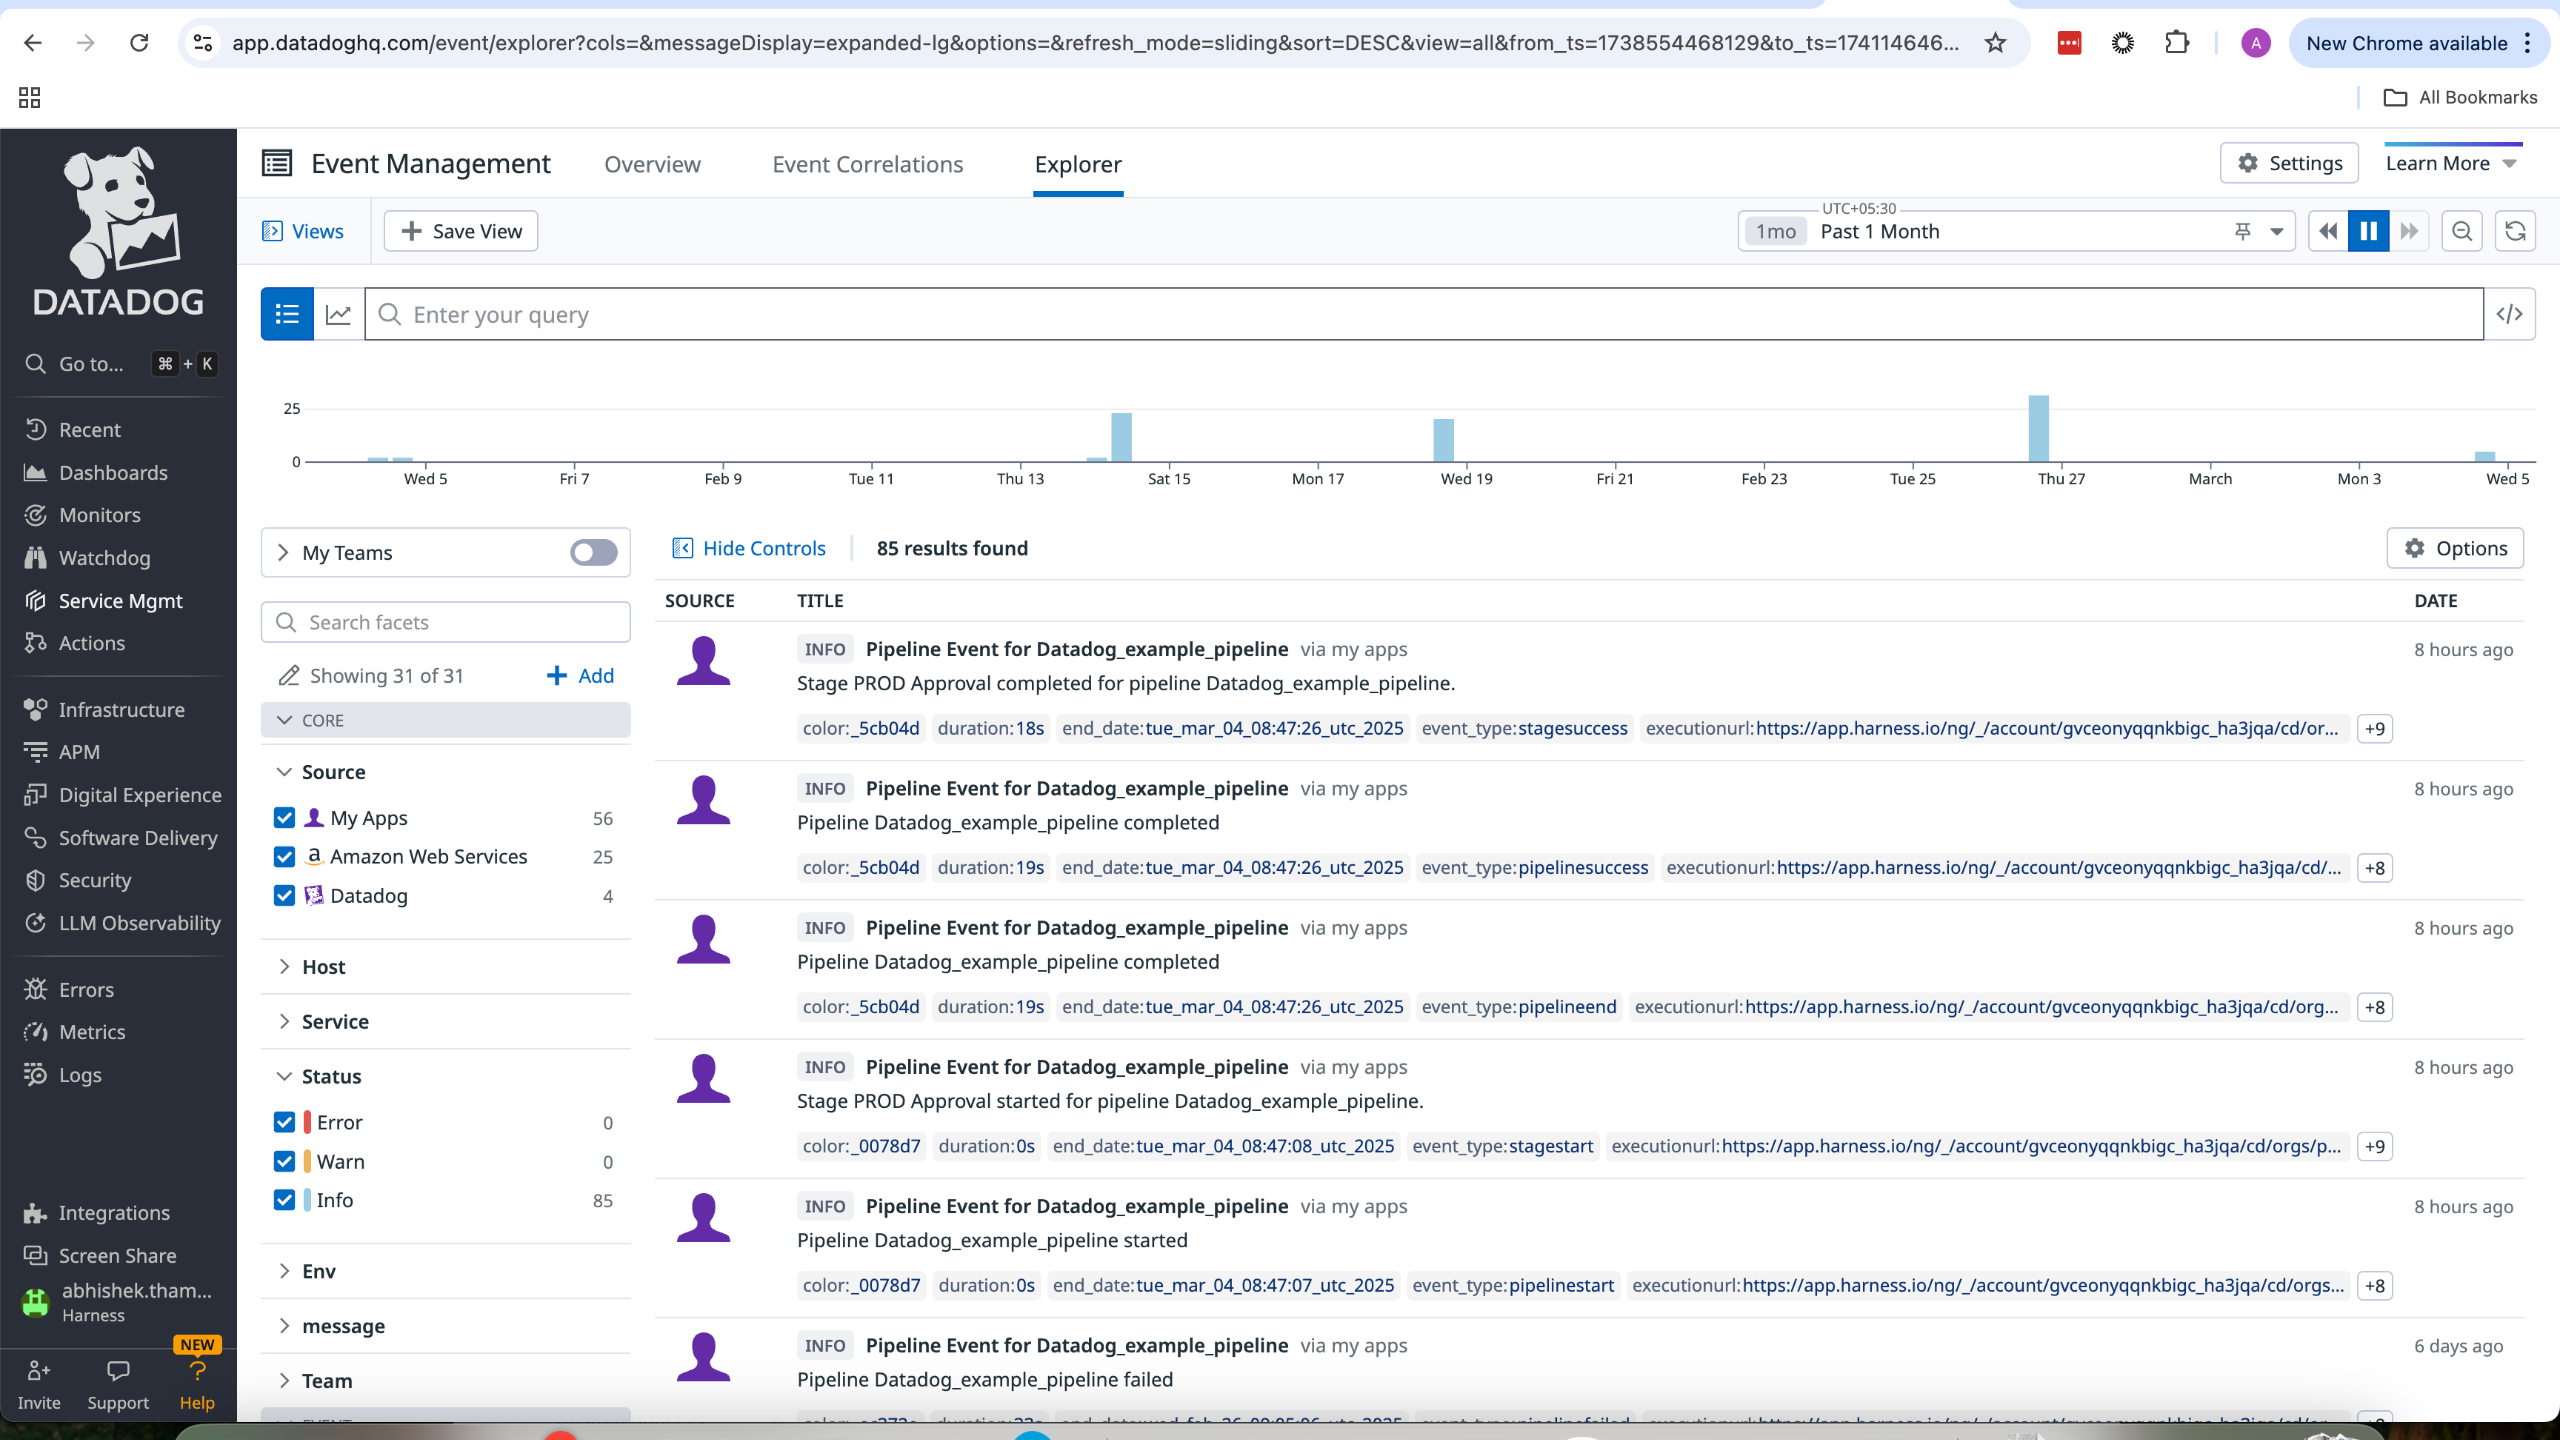 app.datadoghq.com/event/explorer?cols=&messageDisplay=expanded-lg&options=&refresh_mode=sliding&sort=DESC&view=all&from_ts=1738554468129&to_ts=174114646...
A
New Chrome available
All Bookmarks
DATADOG
Go to... ⌘ + K
Recent
Dashboards
Monitors
Watchdog
Service Mgmt
Actions
Infrastructure
APM
Digital Experience
Software Delivery
Security
LLM Observability
Errors
Metrics
Logs
Integrations
Screen Share
abhishek.tham...
Harness
NEW
Invite
Support
Help
Event Management
Overview
Event Correlations
Explorer
Settings
Learn More
Views
Save View
UTC+05:30
1mo Past 1 Month
Enter your query
</>
25
0
Wed 5
Fri 7
Feb 9
Tue 11
Thu 13
Sat 15
Mon 17
Wed 19
Fri 21
Feb 23
Tue 25
Thu 27
March
Mon 3
Wed 5
My Teams
Search facets
Showing 31 of 31
Add
CORE
Source
My Apps 56
Amazon Web Services 25
Datadog 4
Host
Service
Status
Error 0
Warn 0
Info 85
Env
message
Team
Hide Controls
85 results found
Options
SOURCE TITLE DATE
INFO Pipeline Event for Datadog_example_pipeline via my apps 8 hours ago
Stage PROD Approval completed for pipeline Datadog_example_pipeline.
color:_5cb04d duration:18s end_date:tue_mar_04_08:47:26_utc_2025 event_type:stagesuccess executionurl:https://app.harness.io/ng/_/account/gvceonyqqnkbigc_ha3jqa/cd/or... +9
INFO Pipeline Event for Datadog_example_pipeline via my apps 8 hours ago
Pipeline Datadog_example_pipeline completed
color:_5cb04d duration:19s end_date:tue_mar_04_08:47:26_utc_2025 event_type:pipelinesuccess executionurl:https://app.harness.io/ng/_/account/gvceonyqqnkbigc_ha3jqa/cd/... +8
INFO Pipeline Event for Datadog_example_pipeline via my apps 8 hours ago
Pipeline Datadog_example_pipeline completed
color:_5cb04d duration:19s end_date:tue_mar_04_08:47:26_utc_2025 event_type:pipelineend executionurl:https://app.harness.io/ng/_/account/gvceonyqqnkbigc_ha3jqa/cd/org... +8
INFO Pipeline Event for Datadog_example_pipeline via my apps 8 hours ago
Stage PROD Approval started for pipeline Datadog_example_pipeline.
color:_0078d7 duration:0s end_date:tue_mar_04_08:47:08_utc_2025 event_type:stagestart executionurl:https://app.harness.io/ng/_/account/gvceonyqqnkbigc_ha3jqa/cd/orgs/p... +9
INFO Pipeline Event for Datadog_example_pipeline via my apps 8 hours ago
Pipeline Datadog_example_pipeline started
color:_0078d7 duration:0s end_date:tue_mar_04_08:47:07_utc_2025 event_type:pipelinestart executionurl:https://app.harness.io/ng/_/account/gvceonyqqnkbigc_ha3jqa/cd/orgs... +8
INFO Pipeline Event for Datadog_example_pipeline via my apps 6 days ago
Pipeline Datadog_example_pipeline failed